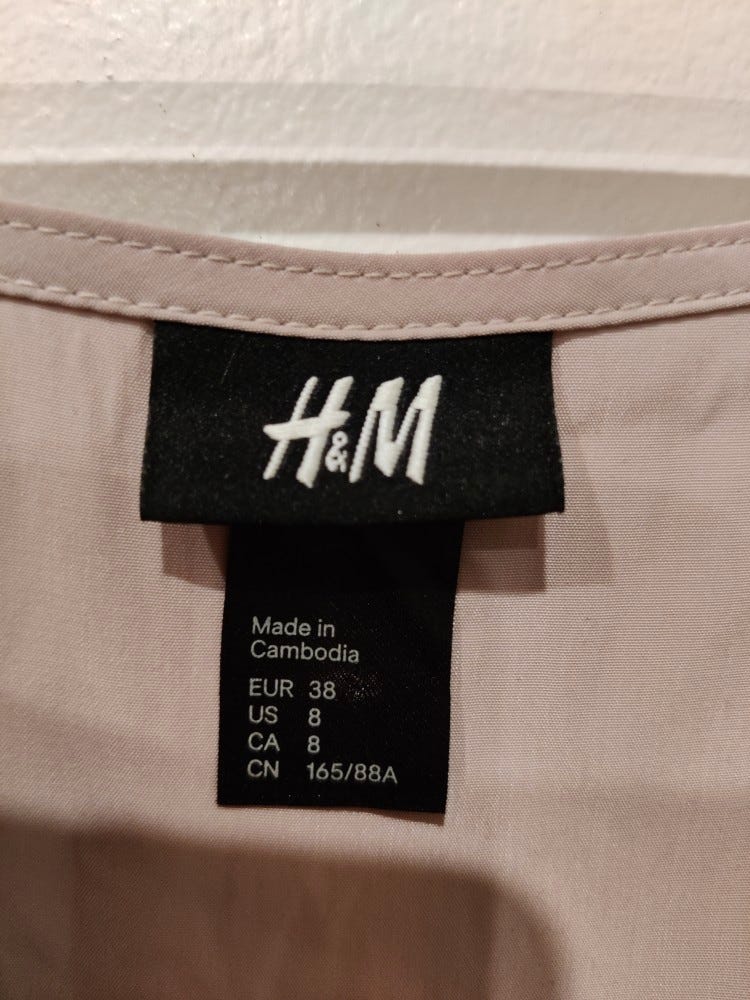 H&M
Made in
Cambodia
EUR 38
US 8
CA 8
CN 165/88A